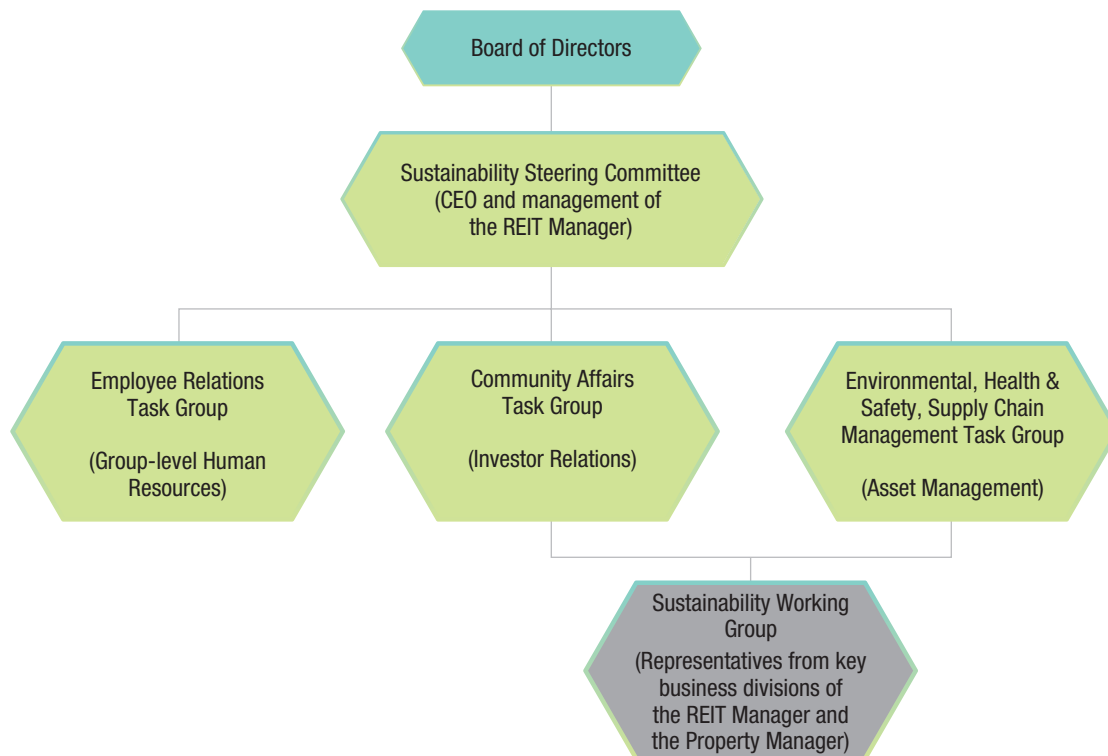 Board of Directors
Sustainability Steering Committee
(CEO and management of
the REIT Manager)
Employee Relations
Task Group
(Group-level Human
Resources)
Community Affairs
Task Group
(Investor Relations)
Environmental, Health &
Safety, Supply Chain
Management Task Group
(Asset Management)
Sustainability Working
Group
(Representatives from key
business divisions of
the REIT Manager and
the Property Manager)